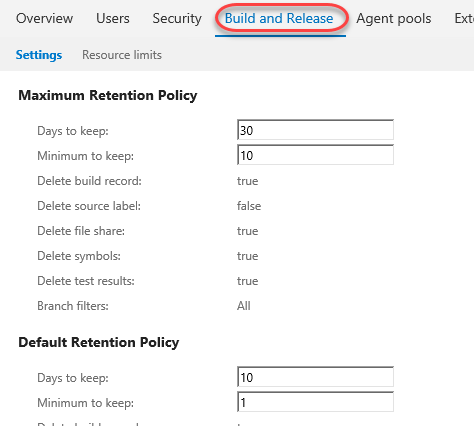 Overview Users Security Build and Release Agent pools
Settings Resource limits
Maximum Retention Policy
Days to keep: 30
Minimum to keep: 10
Delete build record: true
Delete source label: false
Delete file share: true
Delete symbols: true
Delete test results: true
Branch filters: All
Default Retention Policy
Days to keep: 10
Minimum to keep: 1